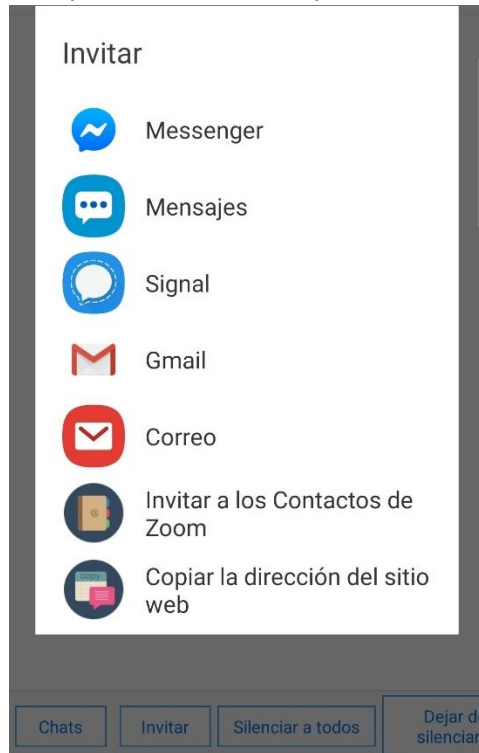 Invitar
Messenger
Mensajes
Signal
Gmail
Correo
Invitar a los Contactos de
Zoom
copy
Copiar la dirección del sitio
web
Chats
Invitar
Silenciar a todos
Dejar d
silenciar